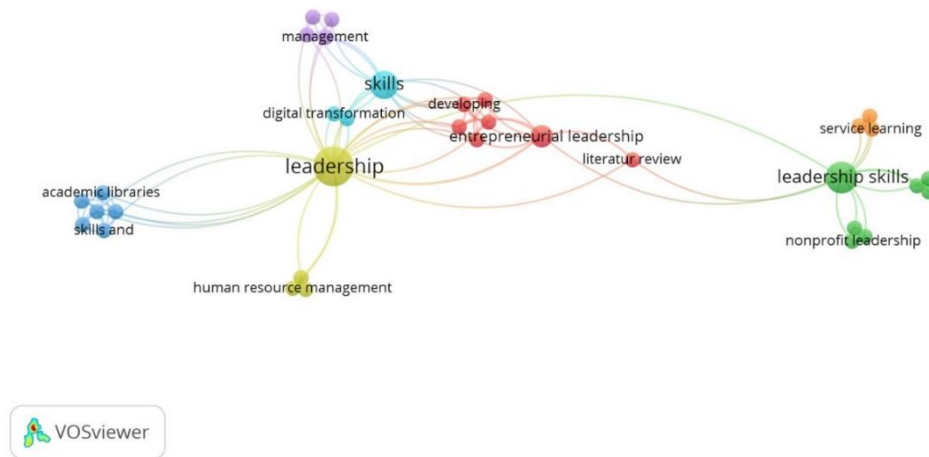 management
skills
digital transformation
developing
entrepreneurial leadership
service learning
literatur review
leadership
leadership skills
academic libraries
skills and
nonprofit leadership
human resource management
VOSviewer